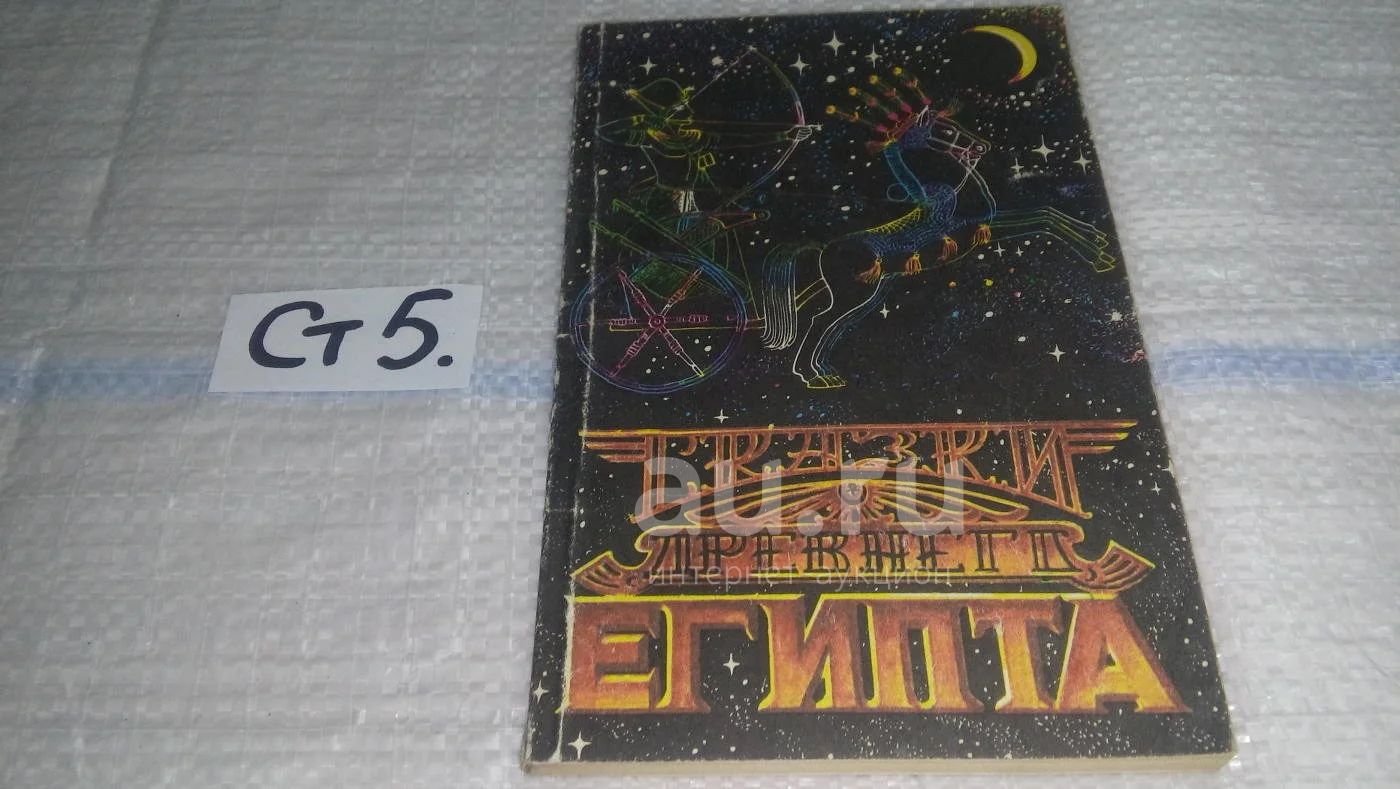 Ст 5.
СКАЗКИ
ДРЕВНЕГО
ЕГИПТА
au.ru
интернет аукцион